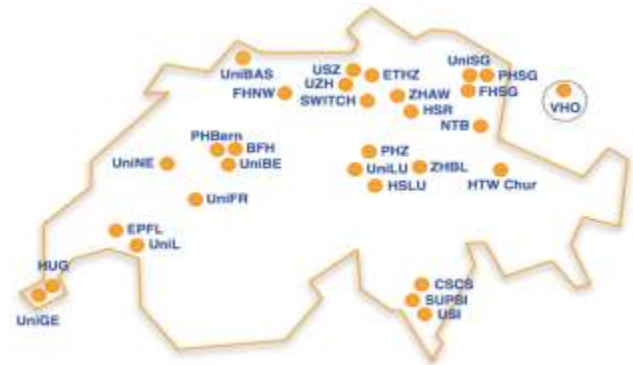 UniBAS
USZ
ETHZ
UniSG
PHSG
UZH
FHNW
ZHAW
FHSG
SWITCH
HSR
VHO
NTB
PHBern
BFH
PHZ
UniNE
UniBE
UniLU
ZHBL
HTW Chur
HSLU
UniFR
EPFL
UniL
HUG
CSCS
SUPSI
UniGE
USI